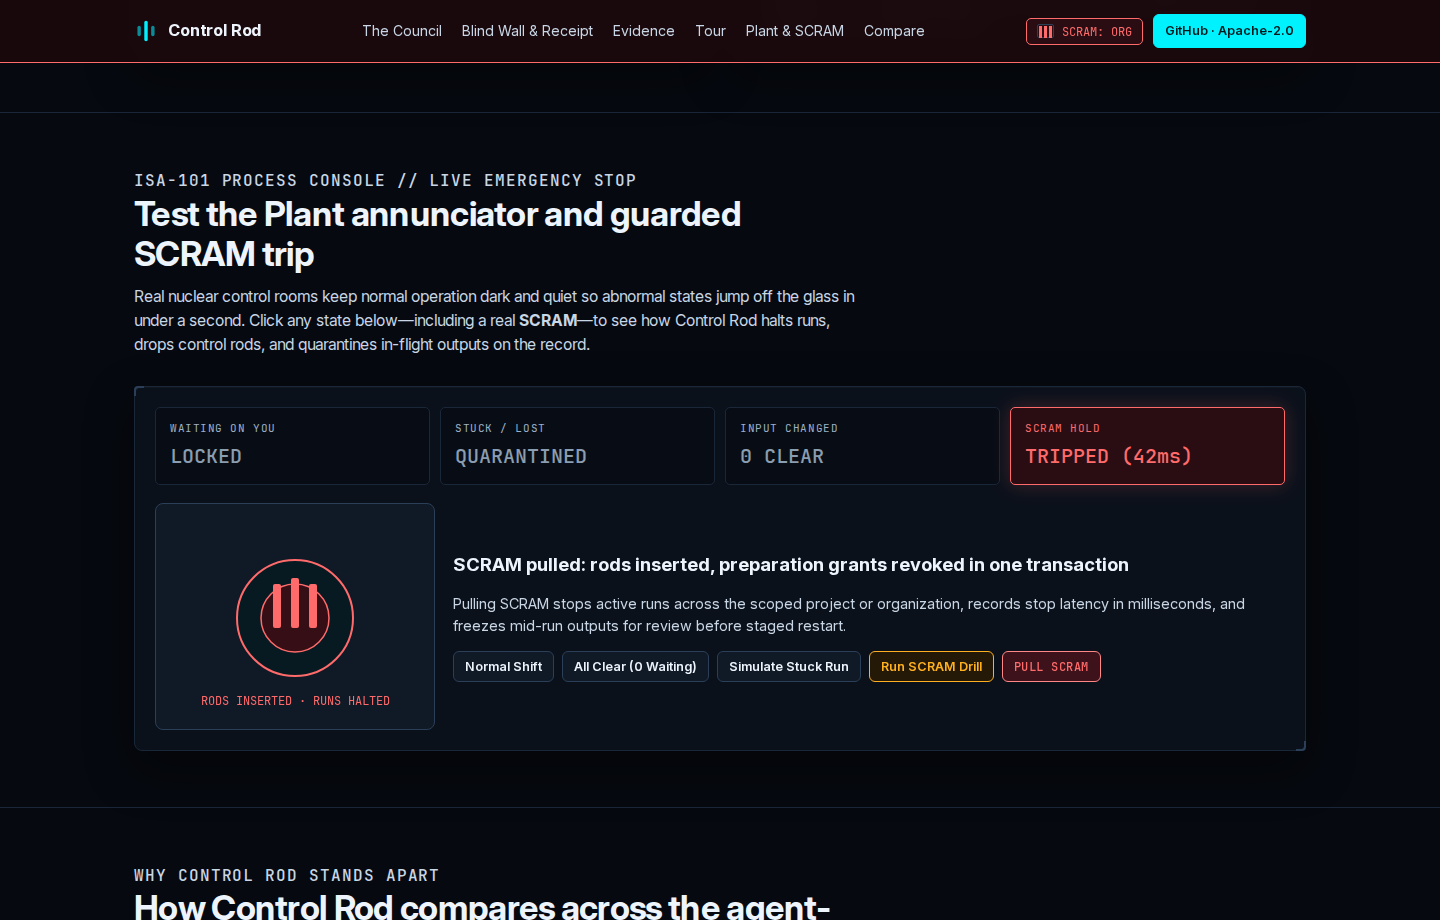 Control Rod
The Council
Blind Wall & Receipt
Evidence
Tour
Plant & SCRAM
Compare
SCRAM: ORG
GitHub · Apache-2.0
ISA-101 PROCESS CONSOLE // LIVE EMERGENCY STOP
Test the Plant annunciator and guarded
SCRAM trip
Real nuclear control rooms keep normal operation dark and quiet so abnormal states jump off the glass in
under a second. Click any state below—including a real SCRAM—to see how Control Rod halts runs,
drops control rods, and quarantines in-flight outputs on the record.
WAITING ON YOU
LOCKED
STUCK / LOST
QUARANTINED
INPUT CHANGED
0 CLEAR
SCRAM HOLD
TRIPPED (42ms)
RODS INSERTED · RUNS HALTED
SCRAM pulled: rods inserted, preparation grants revoked in one transaction
Pulling SCRAM stops active runs across the scoped project or organization, records stop latency in milliseconds, and
freezes mid-run outputs for review before staged restart.
Normal Shift
All Clear (0 Waiting)
Simulate Stuck Run
Run SCRAM Drill
PULL SCRAM
WHY CONTROL ROD STANDS APART
How Control Rod compares across the agent-